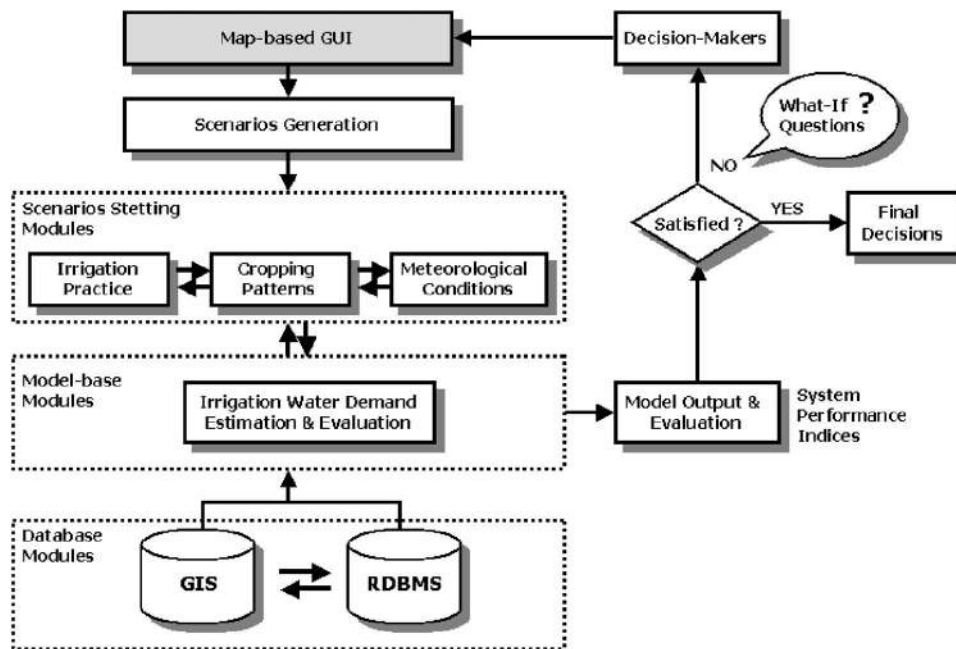 Map-based GUI
Decision-Makers
Scenarios Generation
What-If ?
Questions
NO
Scenarios Stetting
Modules
Irrigation
Practice
Cropping
Patterns
Meteorological
Conditions
Satisfied ?
YES
Final
Decisions
Model-base
Modules
Irrigation Water Demand
Estimation & Evaluation
Model Output &
Evaluation
System
Performance
Indices
Database
Modules
GIS
RDBMS